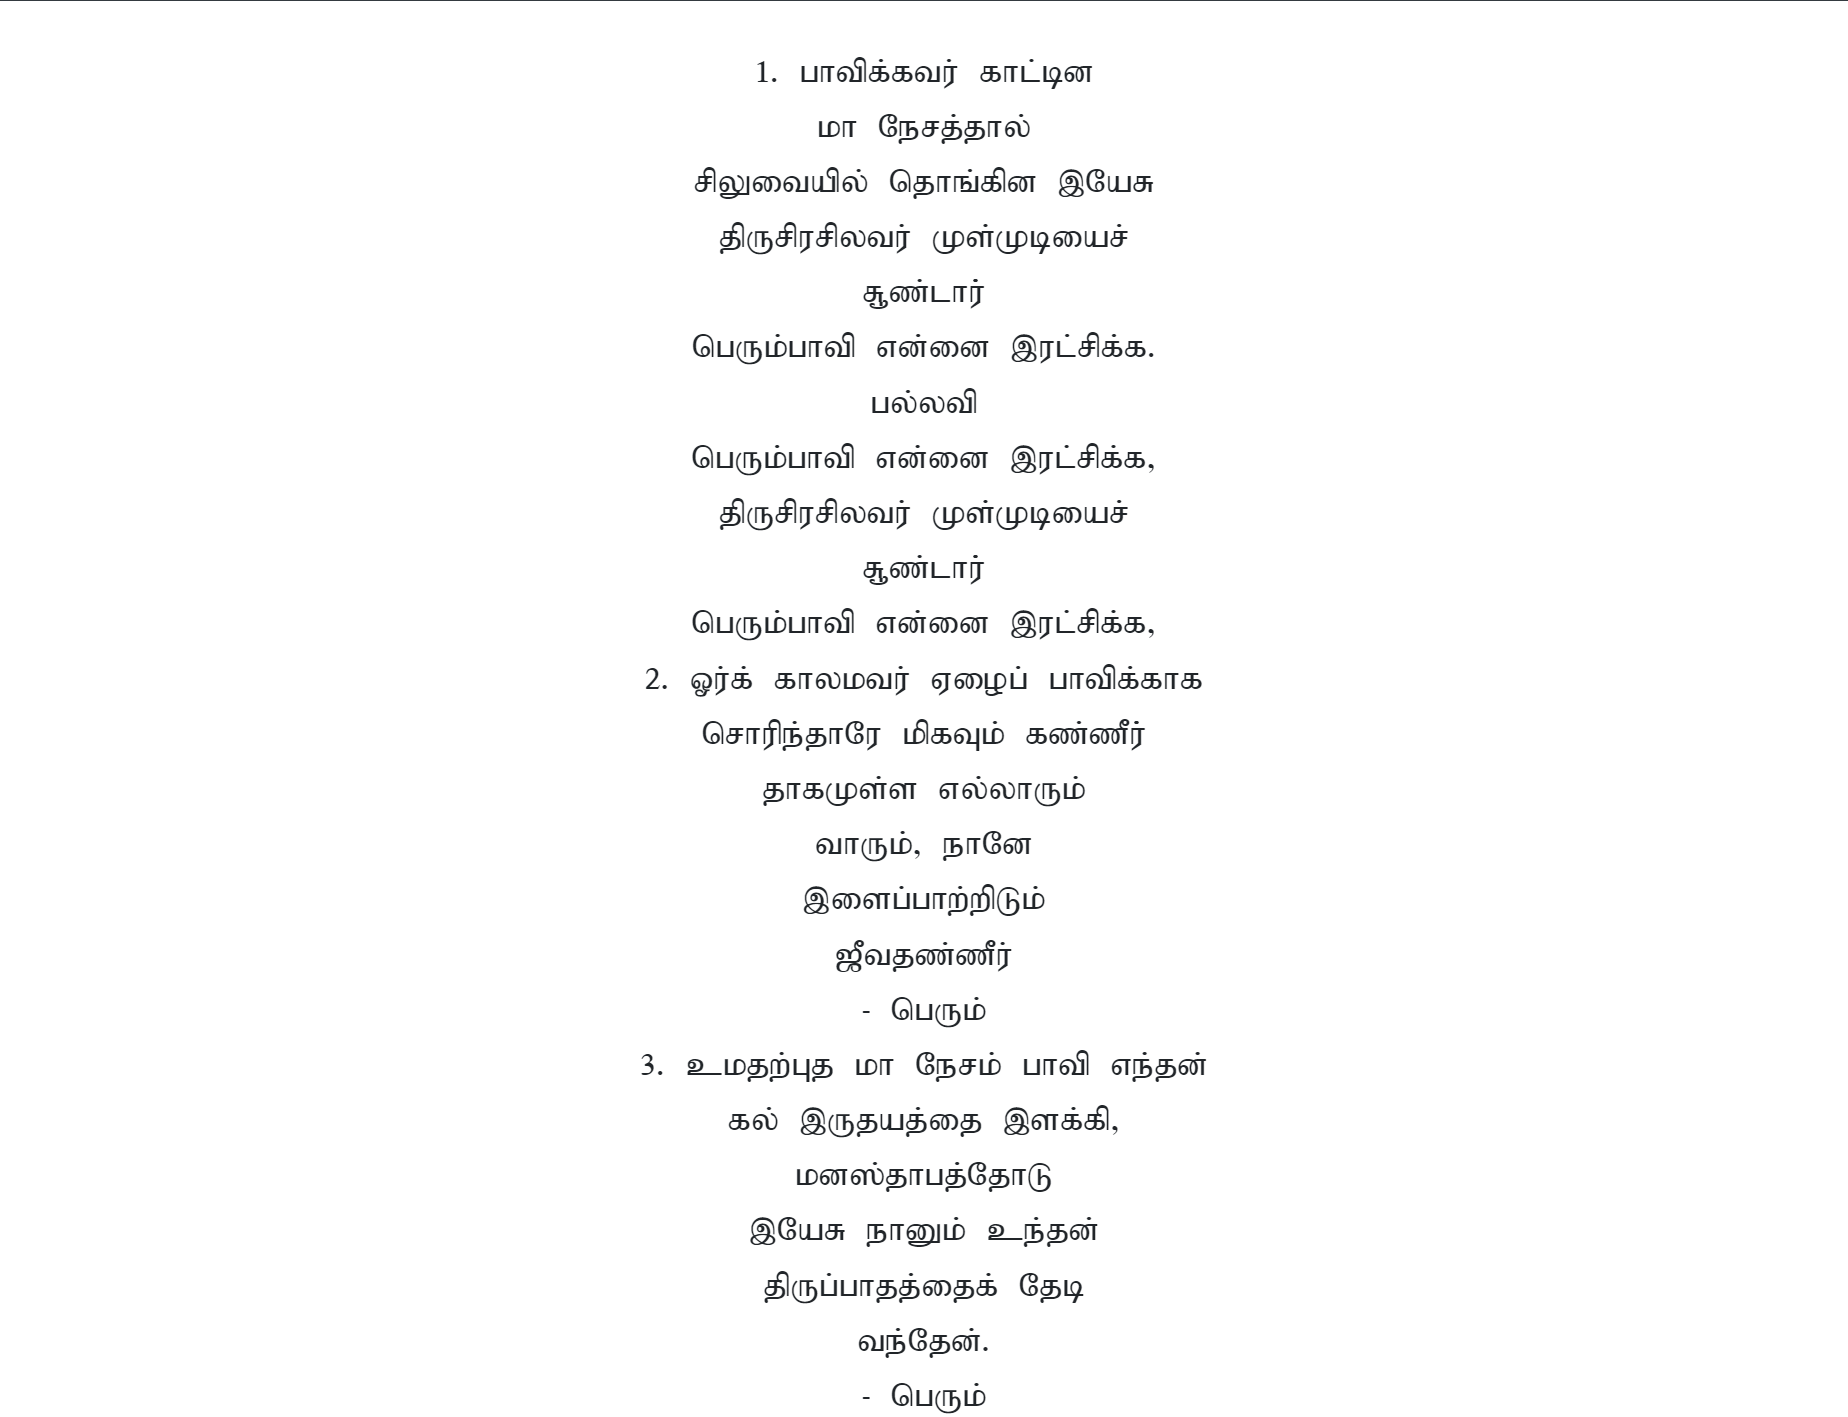 1. பாவிக்கவர் காட்டின
மா நேசத்தால்
சிலுவையில் தொங்கின இயேசு
திருசிரசிலவர் முள்முடியைச்
சூண்டார்
பெரும்பாவி என்னை இரட்சிக்க.
பல்லவி
பெரும்பாவி என்னை இரட்சிக்க,
திருசிரசிலவர் முள்முடியைச்
சூண்டார்
பெரும்பாவி என்னை இரட்சிக்க,
2. ஓர்க் காலமவர் ஏழைப் பாவிக்காக
சொரிந்தாரே மிகவும் கண்ணீர்
தாகமுள்ள எல்லாரும்
வாரும், நானே
இளைப்பாற்றிடும்
ஜீவதண்ணீர்
- பெரும்
3. உமதற்புத மா நேசம் பாவி எந்தன்
கல் இருதயத்தை இளக்கி,
மனஸ்தாபத்தோடு
இயேசு நானும் உந்தன்
திருப்பாதத்தைக் தேடி
வந்தேன்.
- பெரும்